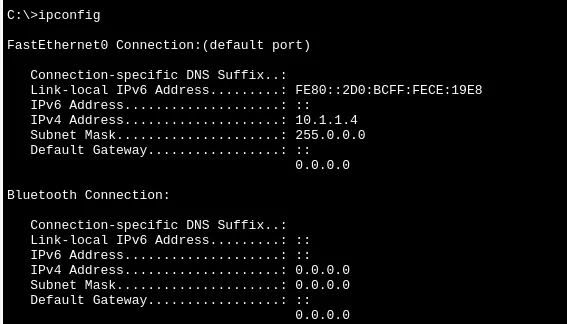 C:\>ipconfig
FastEthernet0 Connection:(default port)
Connection-specific DNS Suffix..:
Link-local IPv6 Address.........: FE80::2D0:BCFF:FECE:19E8
IPv6 Address....................: ::
IPv4 Address....................: 10.1.1.4
Subnet Mask.....................: 255.0.0.0
Default Gateway.................: ::
0.0.0.0
Bluetooth Connection:
Connection-specific DNS Suffix..:
Link-local IPv6 Address.........: ::
IPv6 Address....................: ::
IPv4 Address....................: 0.0.0.0
Subnet Mask.....................: 0.0.0.0
Default Gateway.................: ::
0.0.0.0